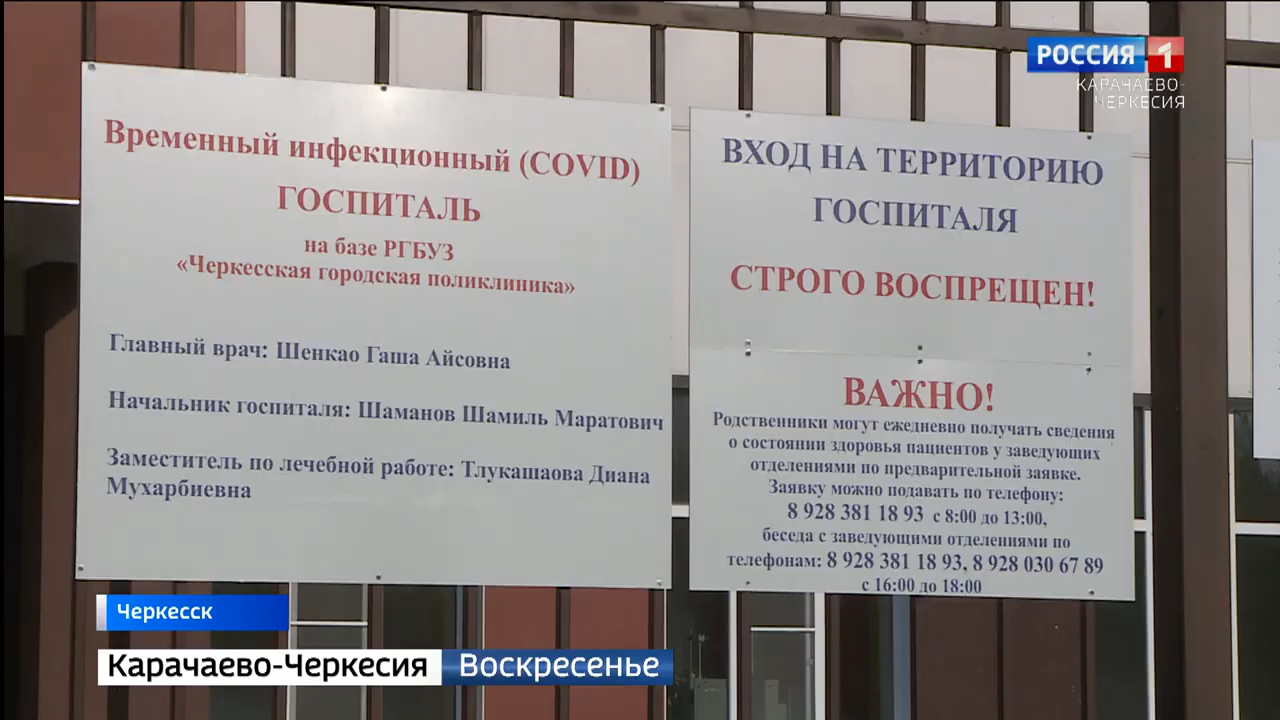 Временный инфекционный (COVID)
ГОСПИТАЛЬ
на базе РГБУЗ
«Черкесская городская поликлиника»
Главный врач: Шенкао Гаша Айсовна
Начальник госпиталя: Шаманов Шамиль Маратович
Заместитель по лечебной работе: Тлукашаова Диана
Мухарбиевна
ВХОД НА ТЕРРИТОРИЮ
ГОСПИТАЛЯ
СТРОГО ВОСПРЕЩЕН!
ВАЖНО!
Родственники могут ежедневно получать сведения
о состоянии здоровья пациентов у заведующих
отделениями по предварительной заявке.
Заявку можно подавать по телефону:
8 928 381 18 93 с 8:00 до 13:00,
беседа с заведующими отделениями по
телефонам: 8 928 381 18 93, 8 928 030 67 89
с 16:00 до 18:00
РОССИЯ 1
КАРАЧАЕВО-
ЧЕРКЕСИЯ
Черкесск
Карачаево-Черкесия Воскресенье